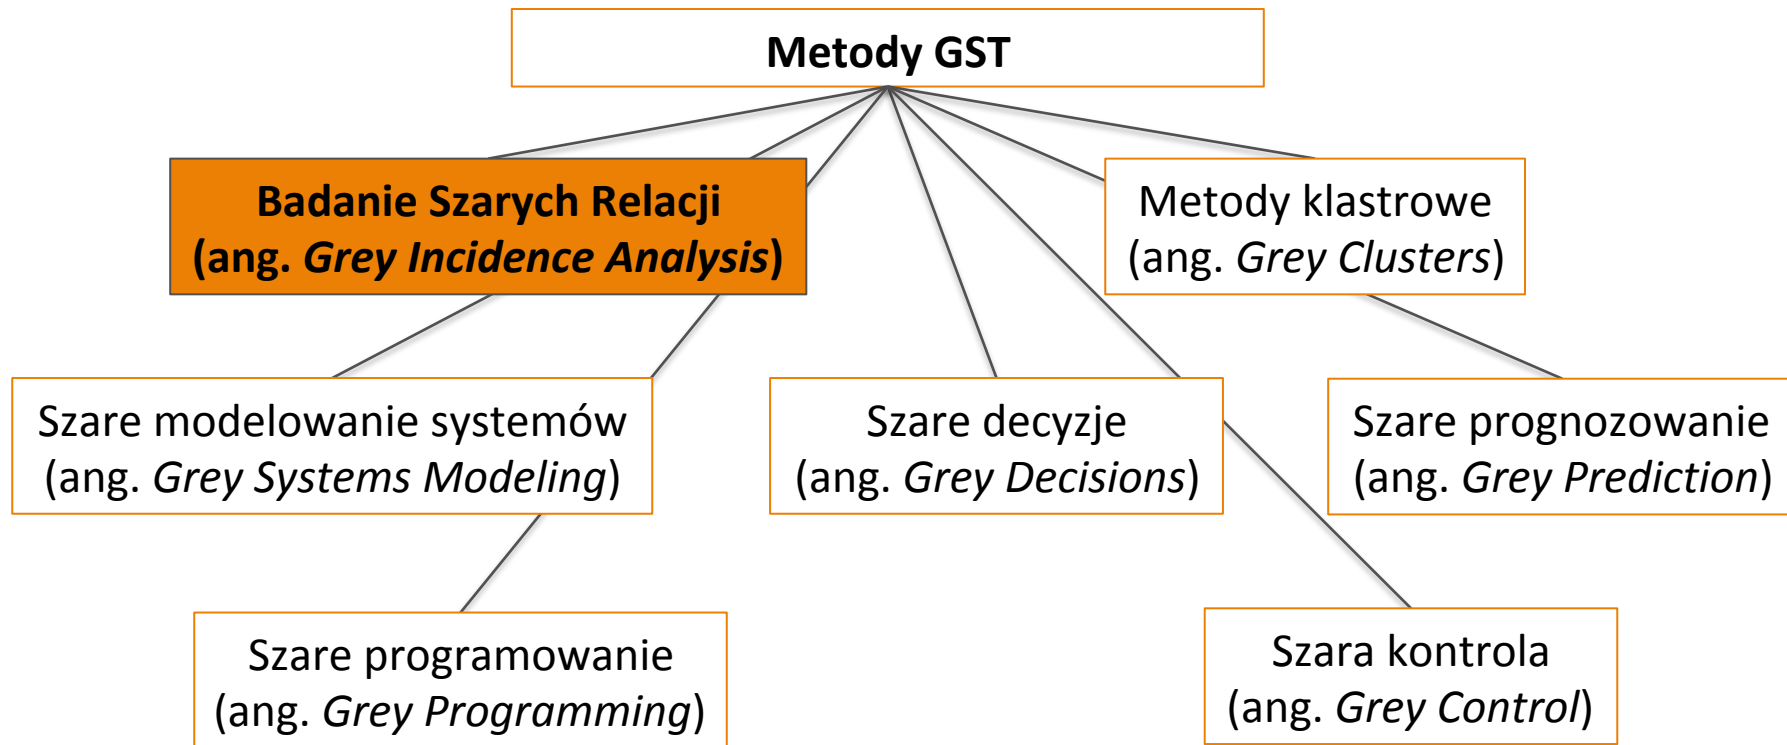 Metody GST
Badanie Szarych Relacji
(ang. Grey Incidence Analysis)
Metody klastrowe
(ang. Grey Clusters)
Szare modelowanie systemów
(ang. Grey Systems Modeling)
Szare decyzje
(ang. Grey Decisions)
Szare prognozowanie
(ang. Grey Prediction)
Szare programowanie
(ang. Grey Programming)
Szara kontrola
(ang. Grey Control)